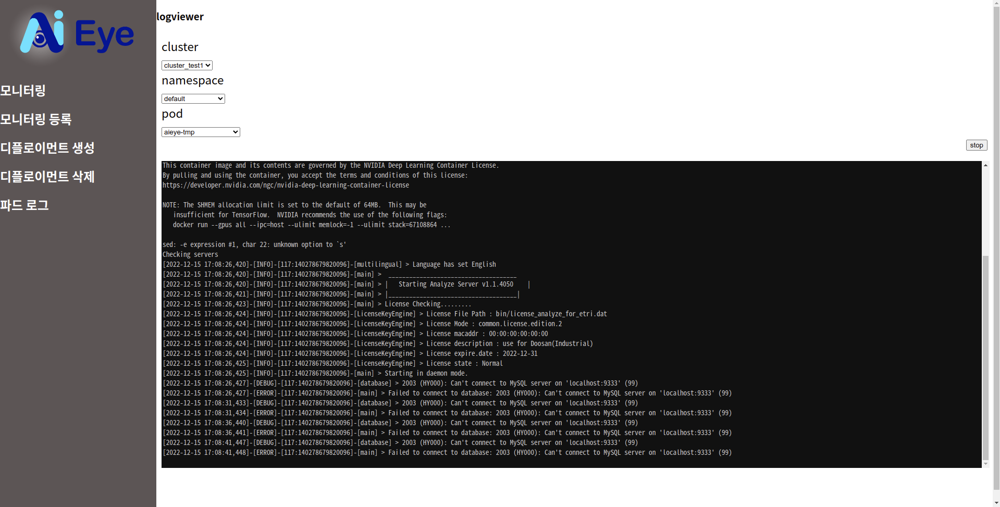 Ai Eye
모니터링
모니터링 등록
디플로이먼트 생성
디플로이먼트 삭제
파드 로그
logviewer
cluster
cluster_test1
namespace
default
pod
aieye-tmp
stop
This container image and its contents are governed by the NVIDIA Deep Learning Container License.
By pulling and using the container, you accept the terms and conditions of this license:
https://developer.nvidia.com/ngc/nvidia-deep-learning-container-license
NOTE: The SHMEM allocation limit is set to the default of 64MB.  This may be
   insufficient for TensorFlow.  NVIDIA recommends the use of the following flags:
   docker run --gpus all --ipc=host --ulimit memlock=-1 --ulimit stack=67108864 ...
sed: -e expression #1, char 22: unknown option to `s'
Checking servers
[2022-12-15 17:08:26,420]-[INFO]-[117:140278679820096]-[multilingual] > Language has set English
[2022-12-15 17:08:26,420]-[INFO]-[117:140278679820096]-[main] >  _____________________________________
[2022-12-15 17:08:26,420]-[INFO]-[117:140278679820096]-[main] > |   Starting Analyze Server v1.1.4050    |
[2022-12-15 17:08:26,421]-[INFO]-[117:140278679820096]-[main] > |_____________________________________|
[2022-12-15 17:08:26,423]-[INFO]-[117:140278679820096]-[main] > License Checking.........
[2022-12-15 17:08:26,424]-[INFO]-[117:140278679820096]-[LicenseKeyEngine] > License File Path : bin/license_analyze_for_etri.dat
[2022-12-15 17:08:26,424]-[INFO]-[117:140278679820096]-[LicenseKeyEngine] > License Mode : common.license.edition.2
[2022-12-15 17:08:26,424]-[INFO]-[117:140278679820096]-[LicenseKeyEngine] > License macaddr : 00:00:00:00:00:00
[2022-12-15 17:08:26,424]-[INFO]-[117:140278679820096]-[LicenseKeyEngine] > License description : use for Doosan(Industrial)
[2022-12-15 17:08:26,424]-[INFO]-[117:140278679820096]-[LicenseKeyEngine] > License expire.date : 2022-12-31
[2022-12-15 17:08:26,425]-[INFO]-[117:140278679820096]-[LicenseKeyEngine] > License state : Normal
[2022-12-15 17:08:26,425]-[INFO]-[117:140278679820096]-[main] > Starting in daemon mode.
[2022-12-15 17:08:26,427]-[DEBUG]-[117:140278679820096]-[database] > 2003 (HY000): Can't connect to MySQL server on 'localhost:9333' (99)
[2022-12-15 17:08:26,427]-[ERROR]-[117:140278679820096]-[main] > Failed to connect to database: 2003 (HY000): Can't connect to MySQL server on 'localhost:9333' (99)
[2022-12-15 17:08:31,433]-[DEBUG]-[117:140278679820096]-[database] > 2003 (HY000): Can't connect to MySQL server on 'localhost:9333' (99)
[2022-12-15 17:08:31,434]-[ERROR]-[117:140278679820096]-[main] > Failed to connect to database: 2003 (HY000): Can't connect to MySQL server on 'localhost:9333' (99)
[2022-12-15 17:08:36,440]-[DEBUG]-[117:140278679820096]-[database] > 2003 (HY000): Can't connect to MySQL server on 'localhost:9333' (99)
[2022-12-15 17:08:36,441]-[ERROR]-[117:140278679820096]-[main] > Failed to connect to database: 2003 (HY000): Can't connect to MySQL server on 'localhost:9333' (99)
[2022-12-15 17:08:41,447]-[DEBUG]-[117:140278679820096]-[database] > 2003 (HY000): Can't connect to MySQL server on 'localhost:9333' (99)
[2022-12-15 17:08:41,448]-[ERROR]-[117:140278679820096]-[main] > Failed to connect to database: 2003 (HY000): Can't connect to MySQL server on 'localhost:9333' (99)